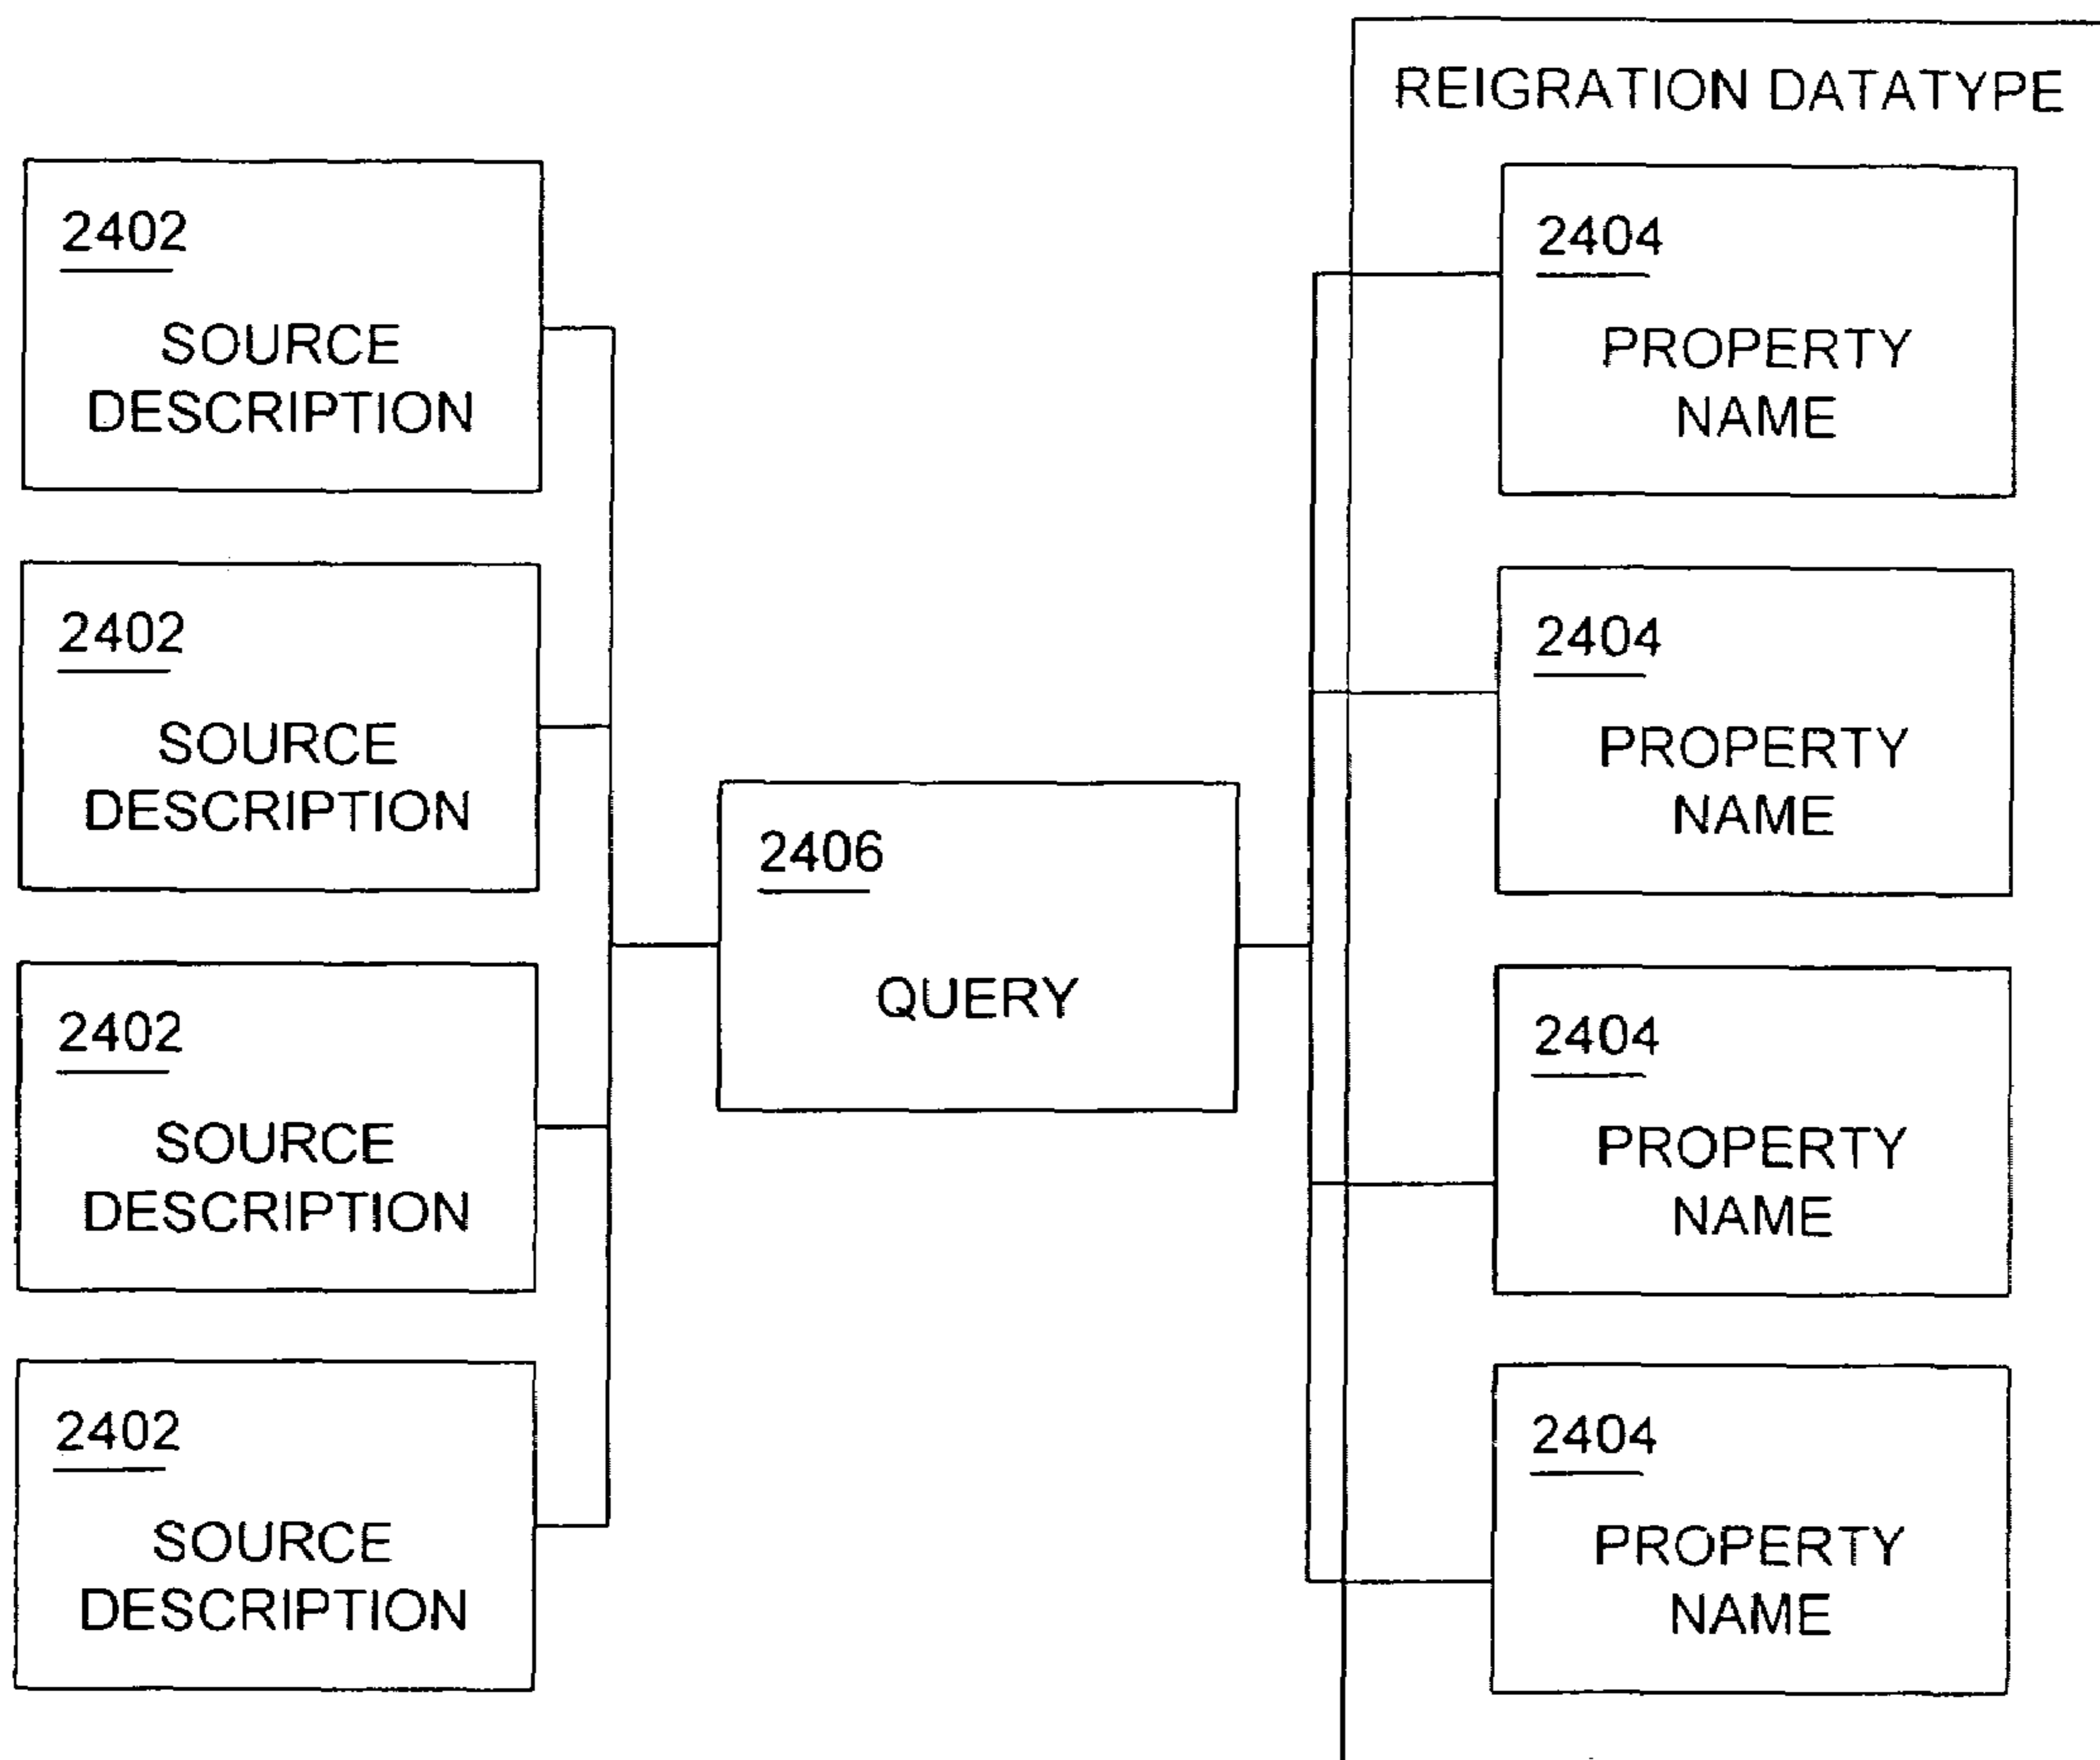 REIGRATION DATATYPE
2402
SOURCE
DESCRIPTION
2402
SOURCE
DESCRIPTION
2402
SOURCE
DESCRIPTION
2402
SOURCE
DESCRIPTION
2406
QUERY
2404
PROPERTY
NAME
2404
PROPERTY
NAME
2404
PROPERTY
NAME
2404
PROPERTY
NAME